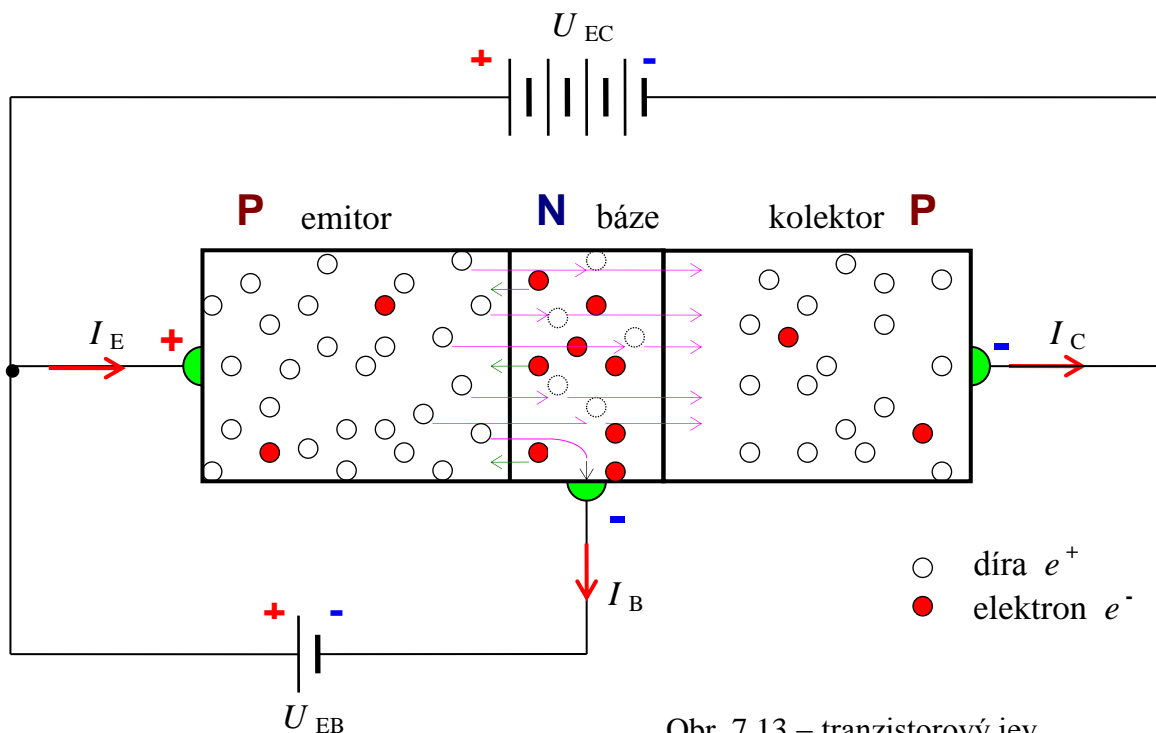 U EC
+ -
P emitor N báze kolektor P
I E + - I C
-
I B
díra e+
elektron e-
+ -
U EB
Obr. 7.13 – tranzistorový jev